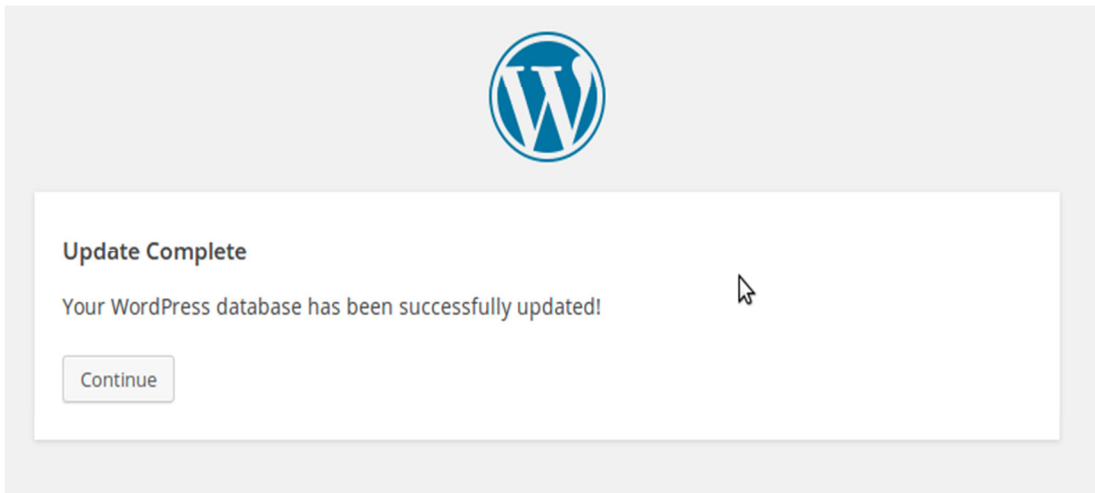 Update Complete
Your WordPress database has been successfully updated!
Continue